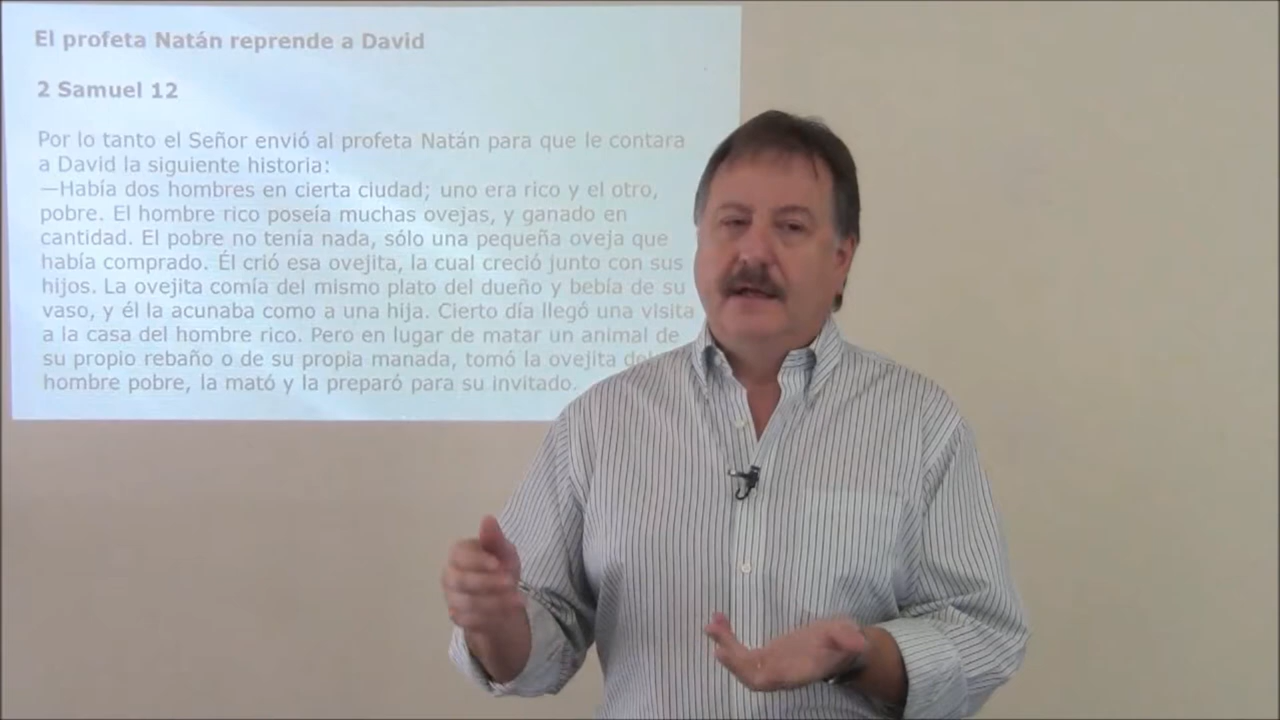 El profeta Natán reprende a David
2 Samuel 12
Por lo tanto el Señor envió al profeta Natán para que le contara
a David la siguiente historia:
—Había dos hombres en cierta ciudad; uno era rico y el otro,
pobre. El hombre rico poseía muchas ovejas, y ganado en
cantidad. El pobre no tenía nada, sólo una pequeña oveja que
había comprado. Él crió esa ovejita, la cual creció junto con sus
hijos. La ovejita comía del mismo plato del dueño y bebía de su
vaso, y él la acunaba como a una hija. Cierto día llegó una visita
a la casa del hombre rico. Pero en lugar de matar un animal de
su propio rebaño o de su propia manada, tomó la ovejita del
hombre pobre, la mató y la preparó para su invitado.